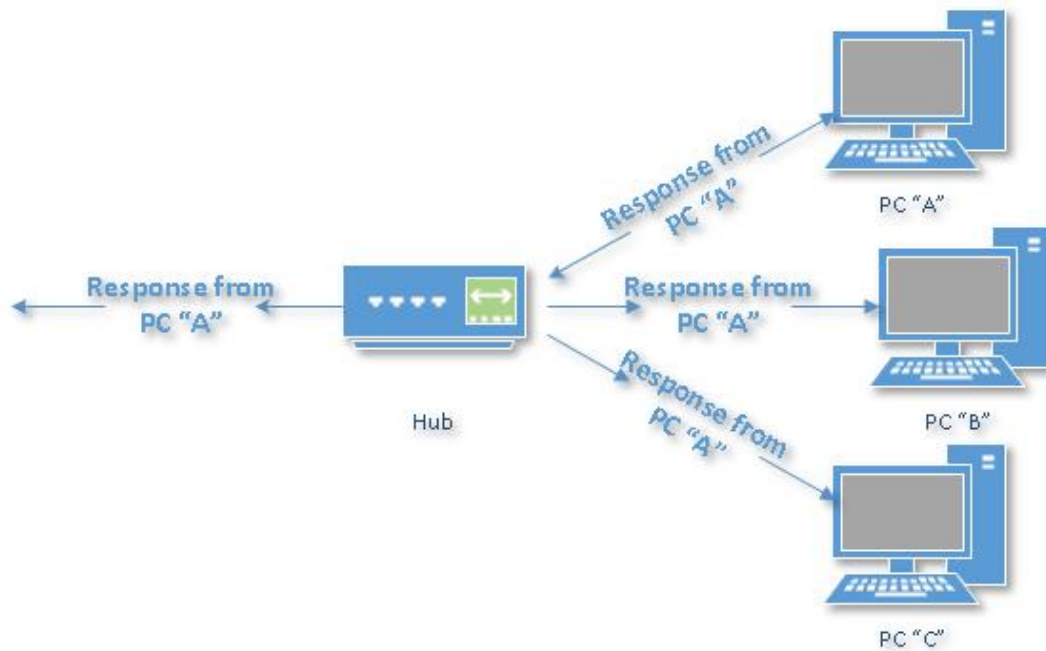 Response from
PC “A”
PC “A”
Response from
PC “A”
Response from
PC “A”
Hub
Response from
PC “A”
PC “B”
PC “C”